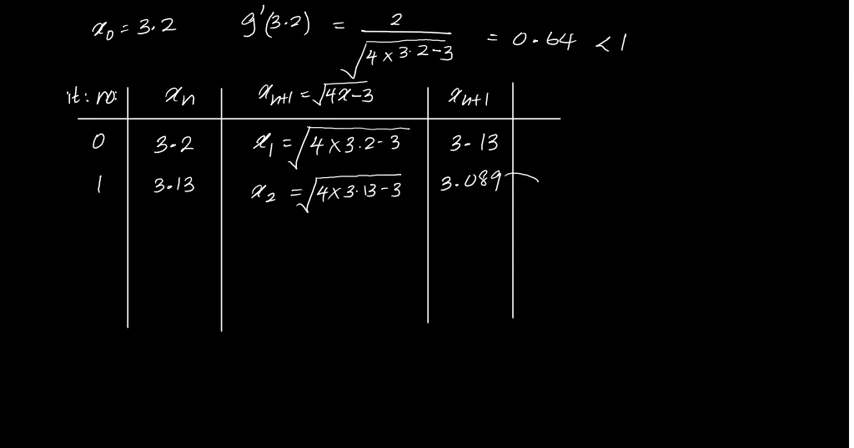 x₀ = 3.2 g'(3.2) = 2/√(4 × 3.2 - 3) = 0.64 < 1
it: no: xₙ xₙ₊₁ = √(4x - 3) xₙ₊₁
0 3.2 x₁ = √(4 × 3.2 - 3) 3.13
1 3.13 x₂ = √(4 × 3.13 - 3) 3.089